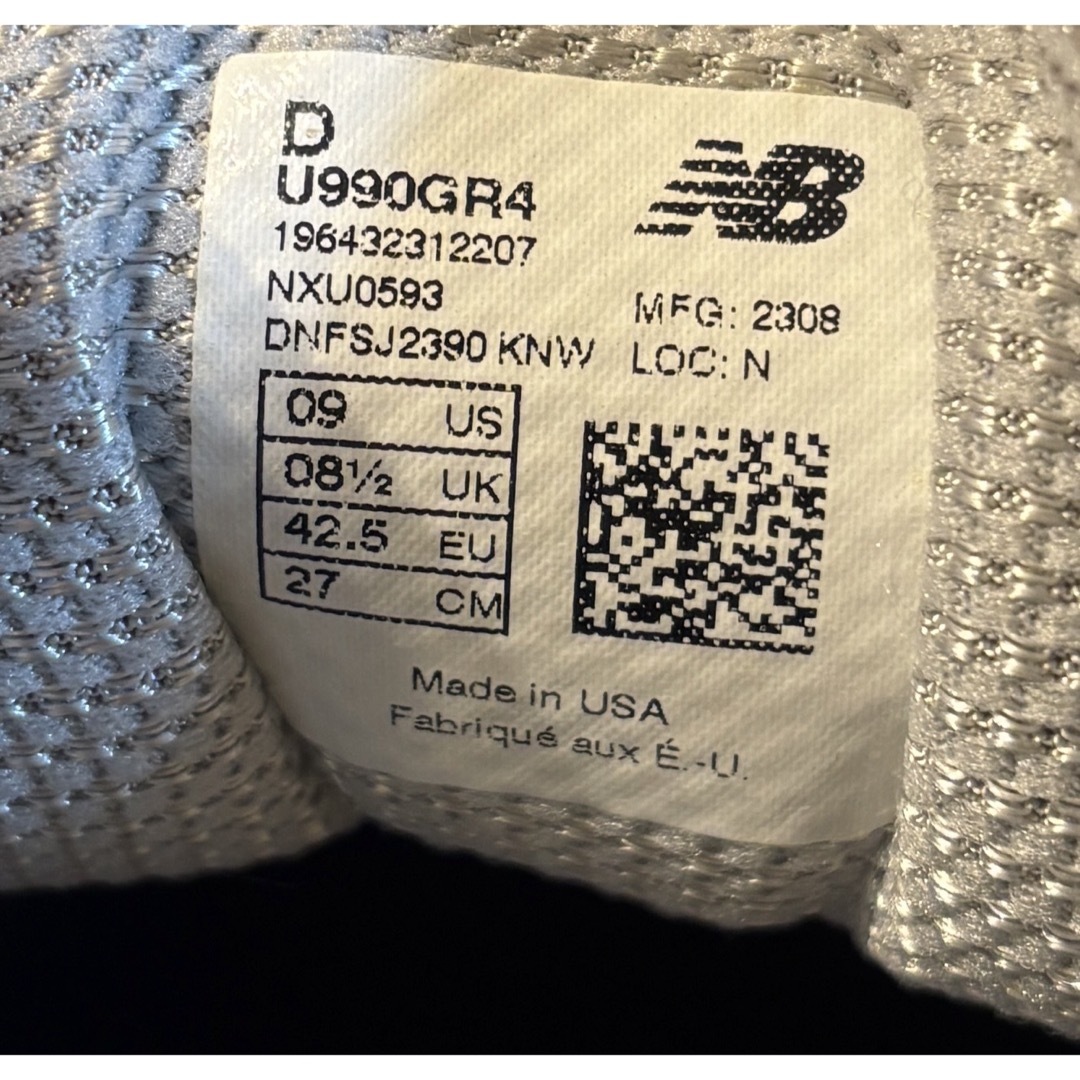 D
U990GR4
NB
196432312207
NXU0593
MFG: 2308
DNFSJ2390 KNW
LOC: N
09 US
08½ UK
42.5 EU
27 CM
Made in USA
Fabriqué aux É.-U.